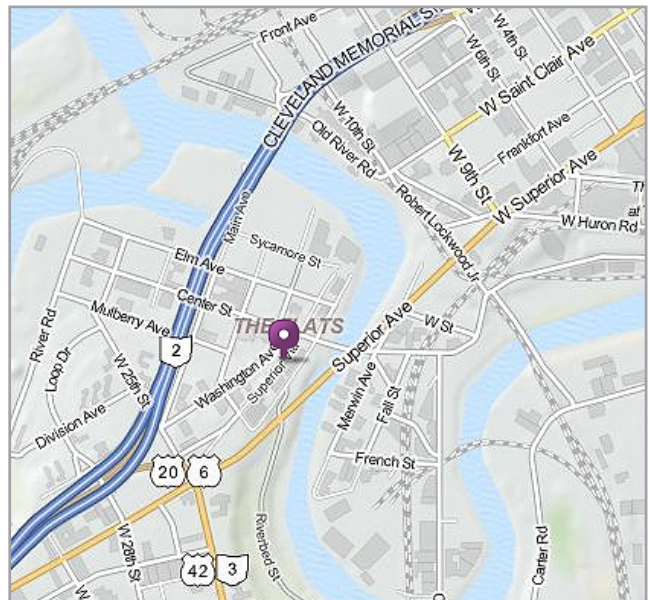 Front Ave
CLEVELAND MEMORIAL S
W 6th St
W 4th St
W Saint Clair Ave
W 10th St
Old River Rd
Frankfort Ave
W 9th St
W Superior Ave
Robert Lockwood Jr
W Huron Rd
Main Ave
Sycamore St
Elm Ave
Center St
Mulberry Ave
THE FLATS
River Rd
Loop Dr
2
W 25th St
Washington Ave
Superior Ave
Superior
W St
Merwin Ave
Fall St
Division Ave
French St
20
6
W 28th St
Riverbed St
42
3
Carter Rd
W